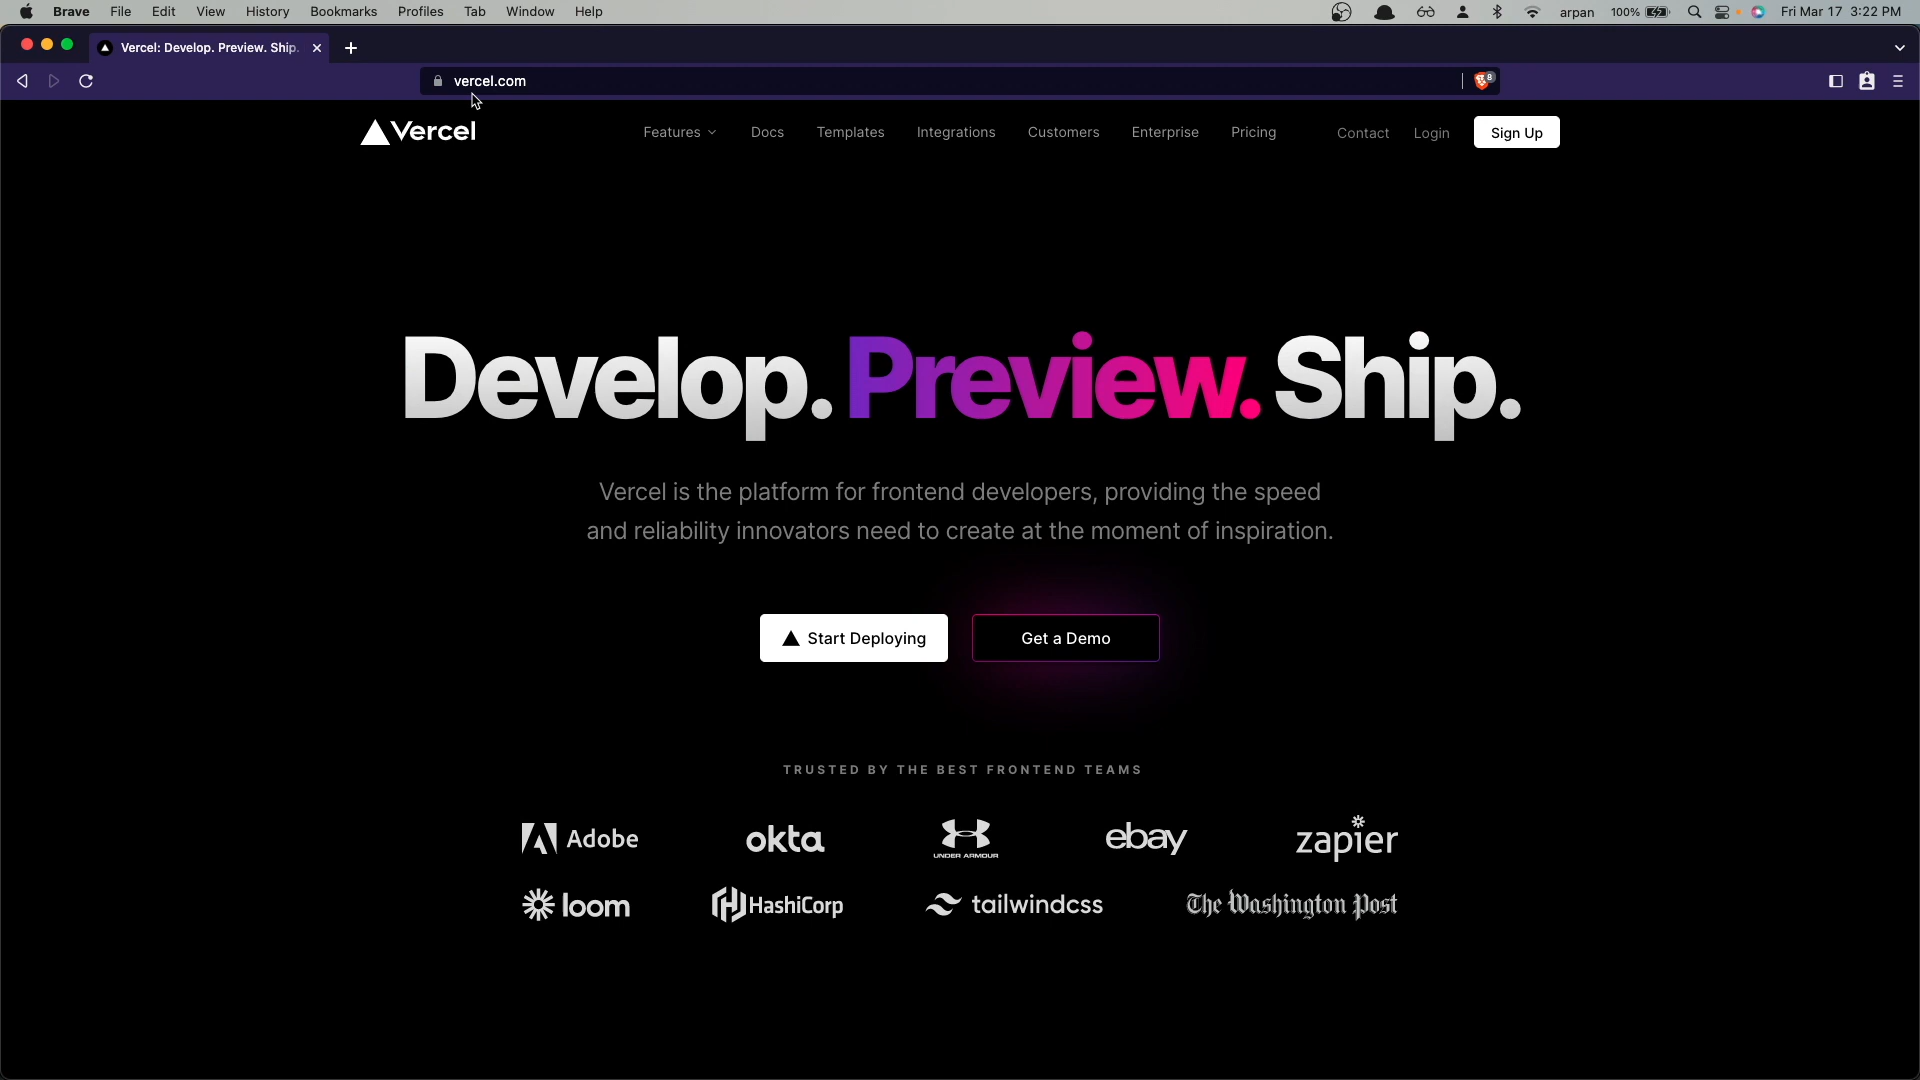 Brave File Edit View History Bookmarks Profiles Tab Window Help arpan 100% Fri Mar 17 3:22 PM
Vercel: Develop. Preview. Ship.
vercel.com 8
Vercel Features Docs Templates Integrations Customers Enterprise Pricing Contact Login Sign Up
Develop. Preview. Ship.
Vercel is the platform for frontend developers, providing the speed
and reliability innovators need to create at the moment of inspiration.
Start Deploying Get a Demo
TRUSTED BY THE BEST FRONTEND TEAMS
Adobe okta UNDER ARMOUR ebay zapier
loom HashiCorp tailwindcss The Washington Post